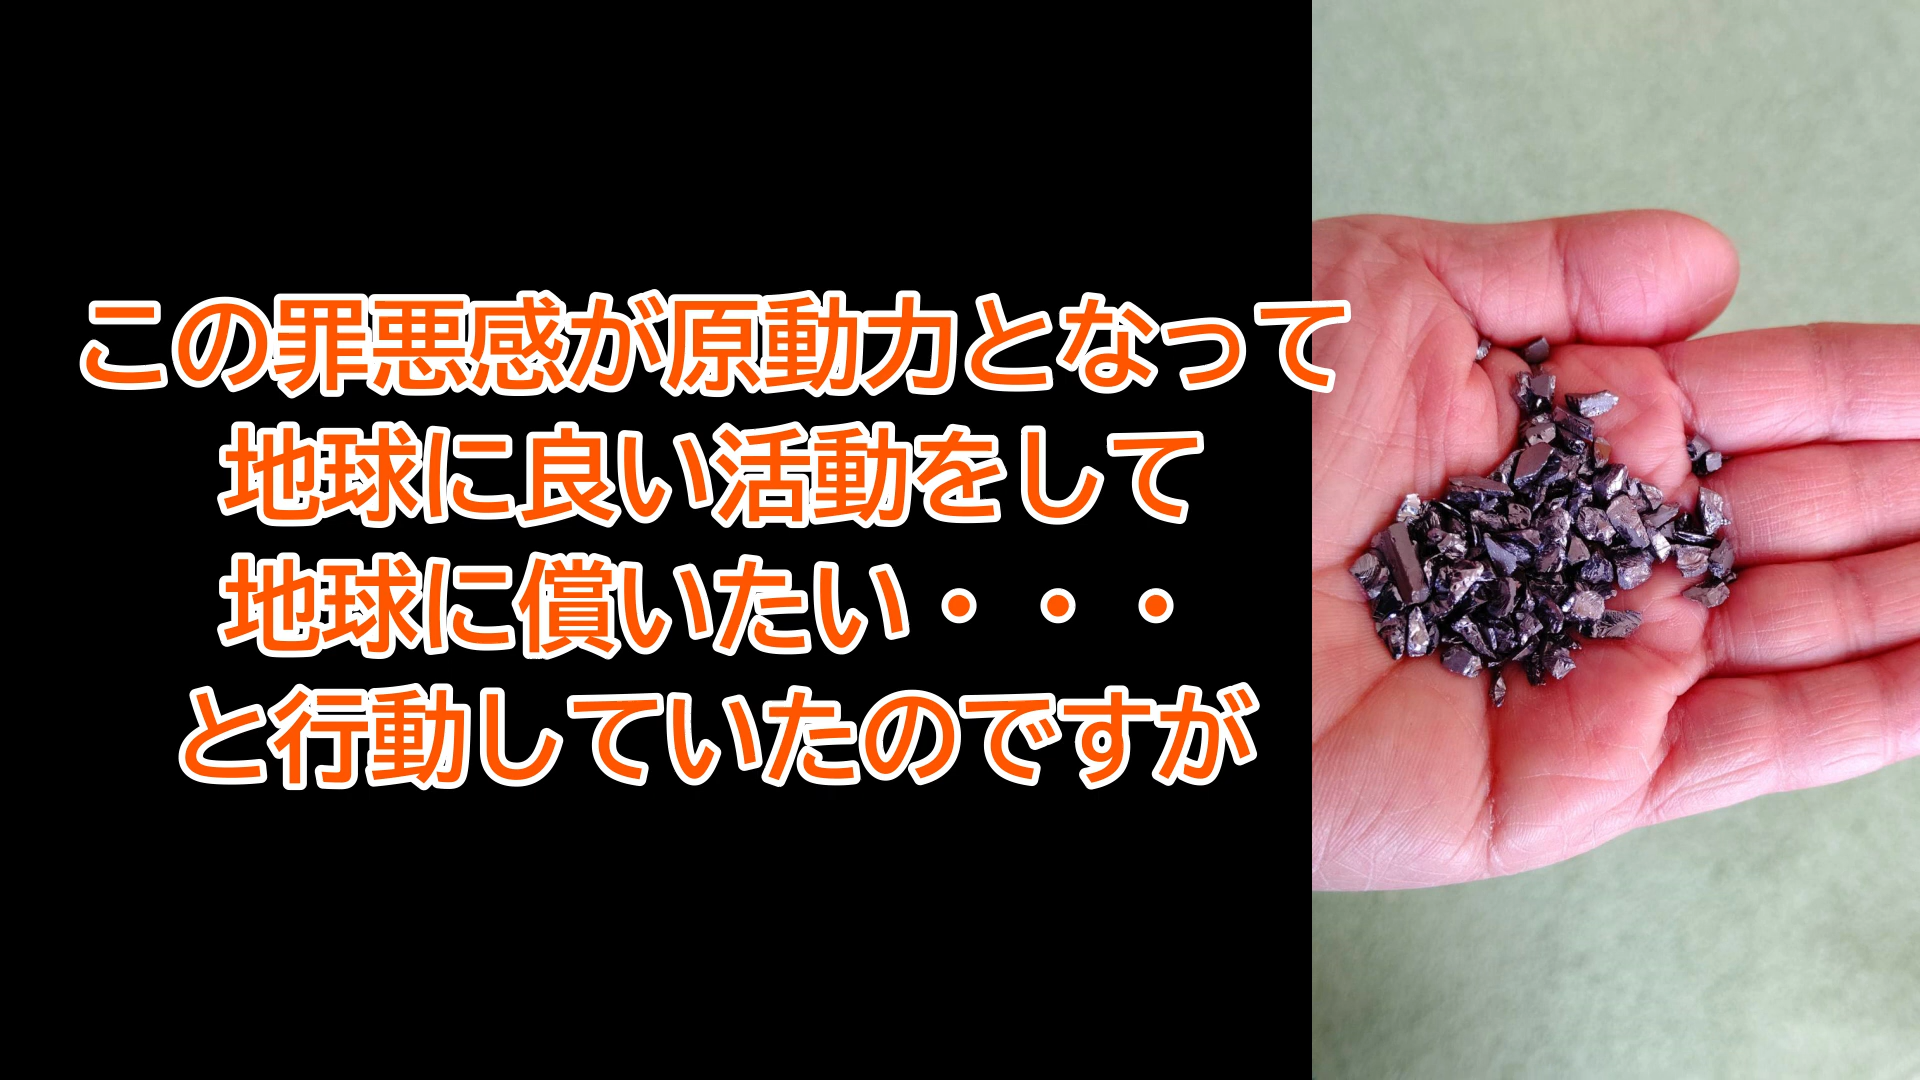 この罪悪感が原動力となって
地球に良い活動をして
地球に償いたい・・・
と行動していたのですが